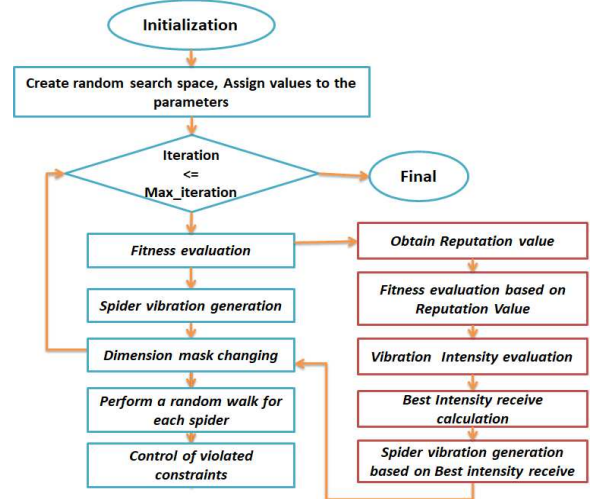 Initialization
Create random search space, Assign values to the
parameters
Iteration
<=
Max_iteration
Final
Fitness evaluation
Spider vibration generation
Dimension mask changing
Perform a random walk for
each spider
Control of violated
constraints
Obtain Reputation value
Fitness evaluation based on
Reputation Value
Vibration Intensity evaluation
Best Intensity receive
calculation
Spider vibration generation
based on Best intensity receive